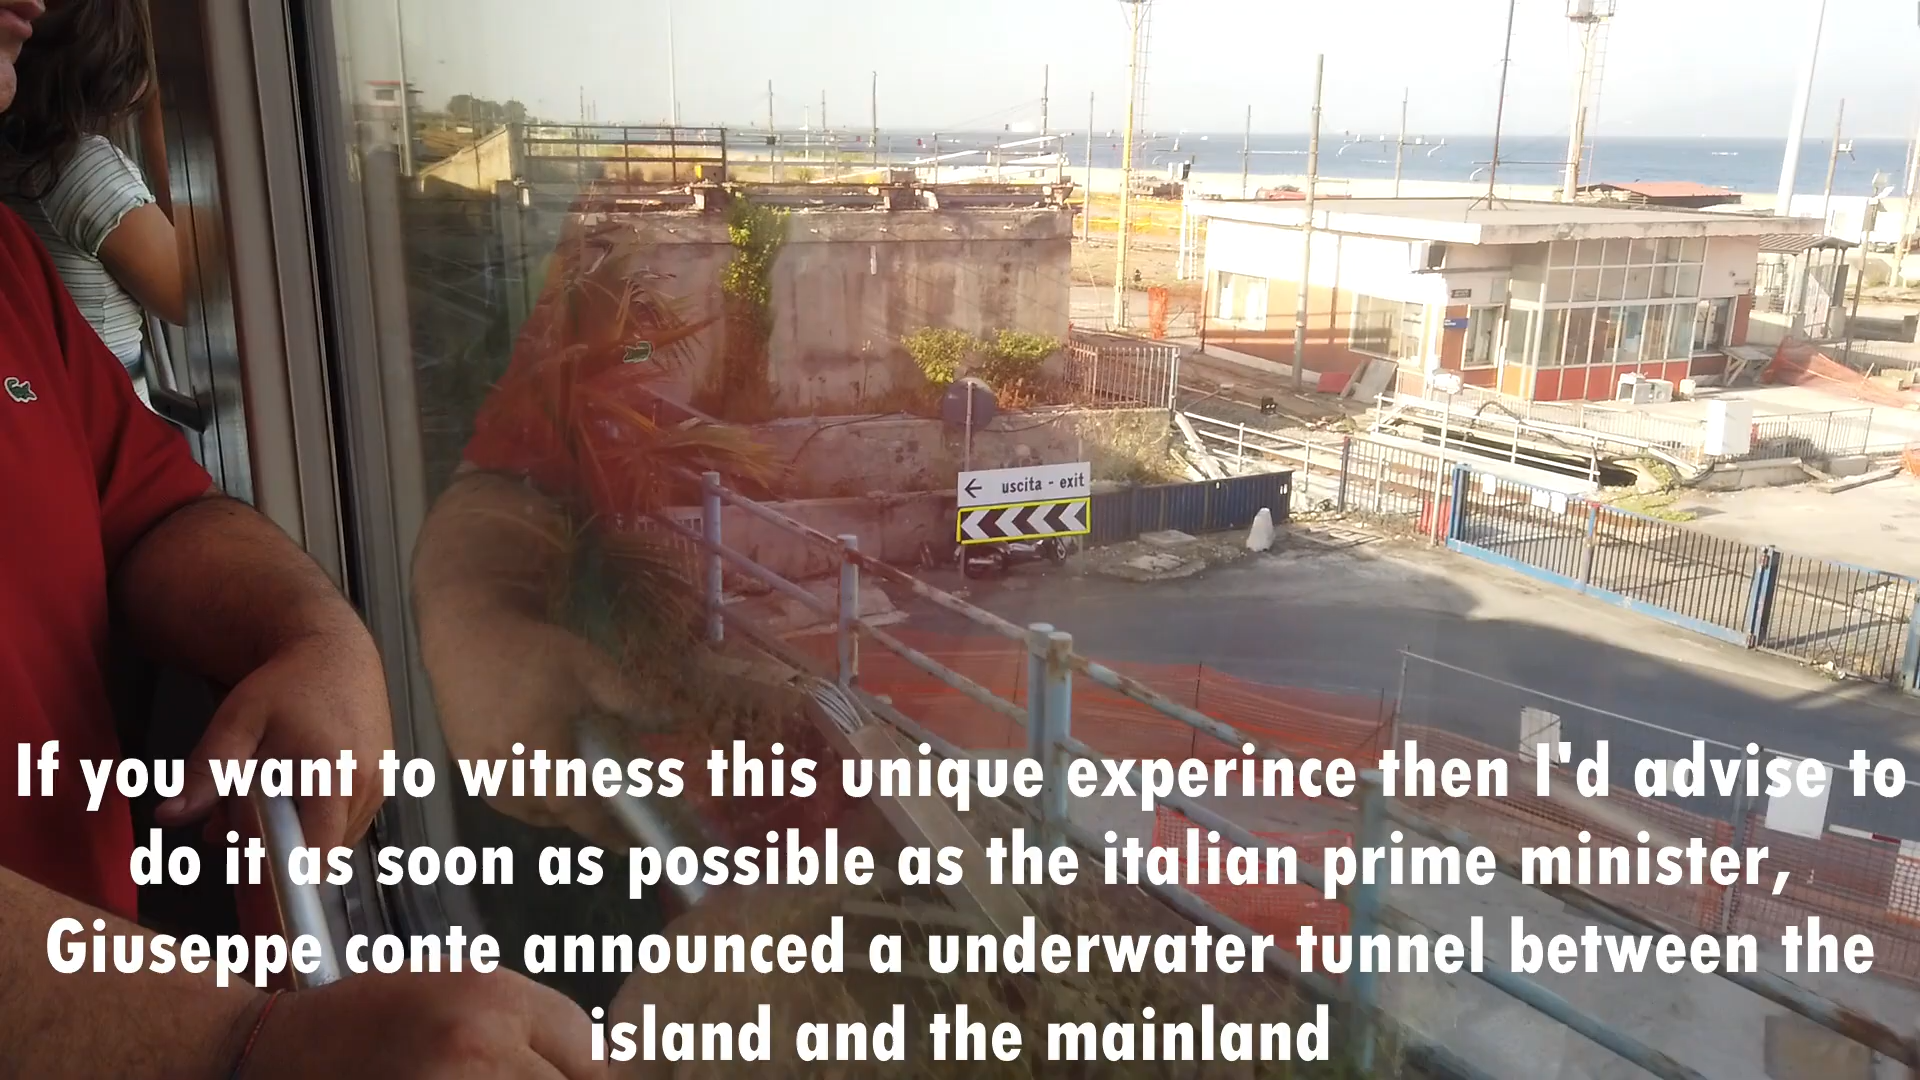 ← uscita - exit
If you want to witness this unique experince then I'd advise to
do it as soon as possible as the italian prime minister,
Giuseppe conte announced a underwater tunnel between the
island and the mainland